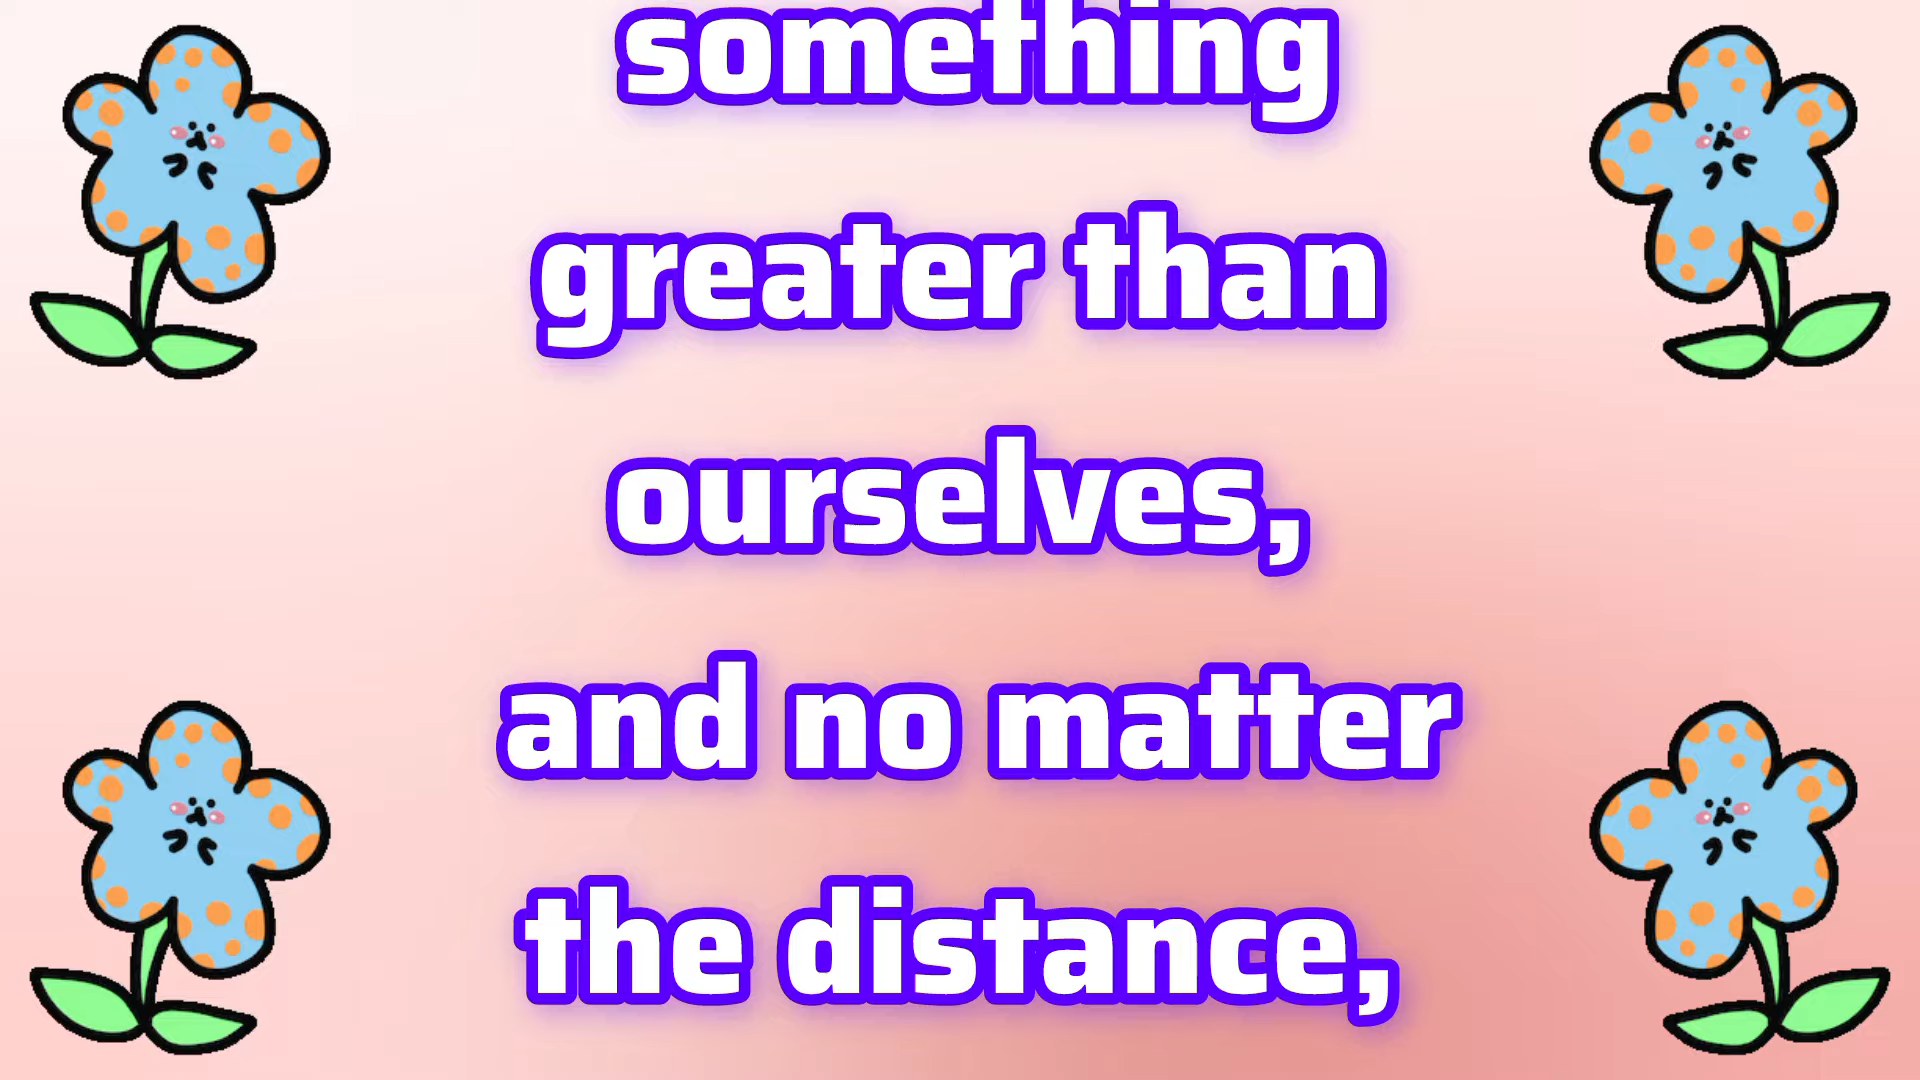 something
greater than
ourselves,
and no matter
the distance,